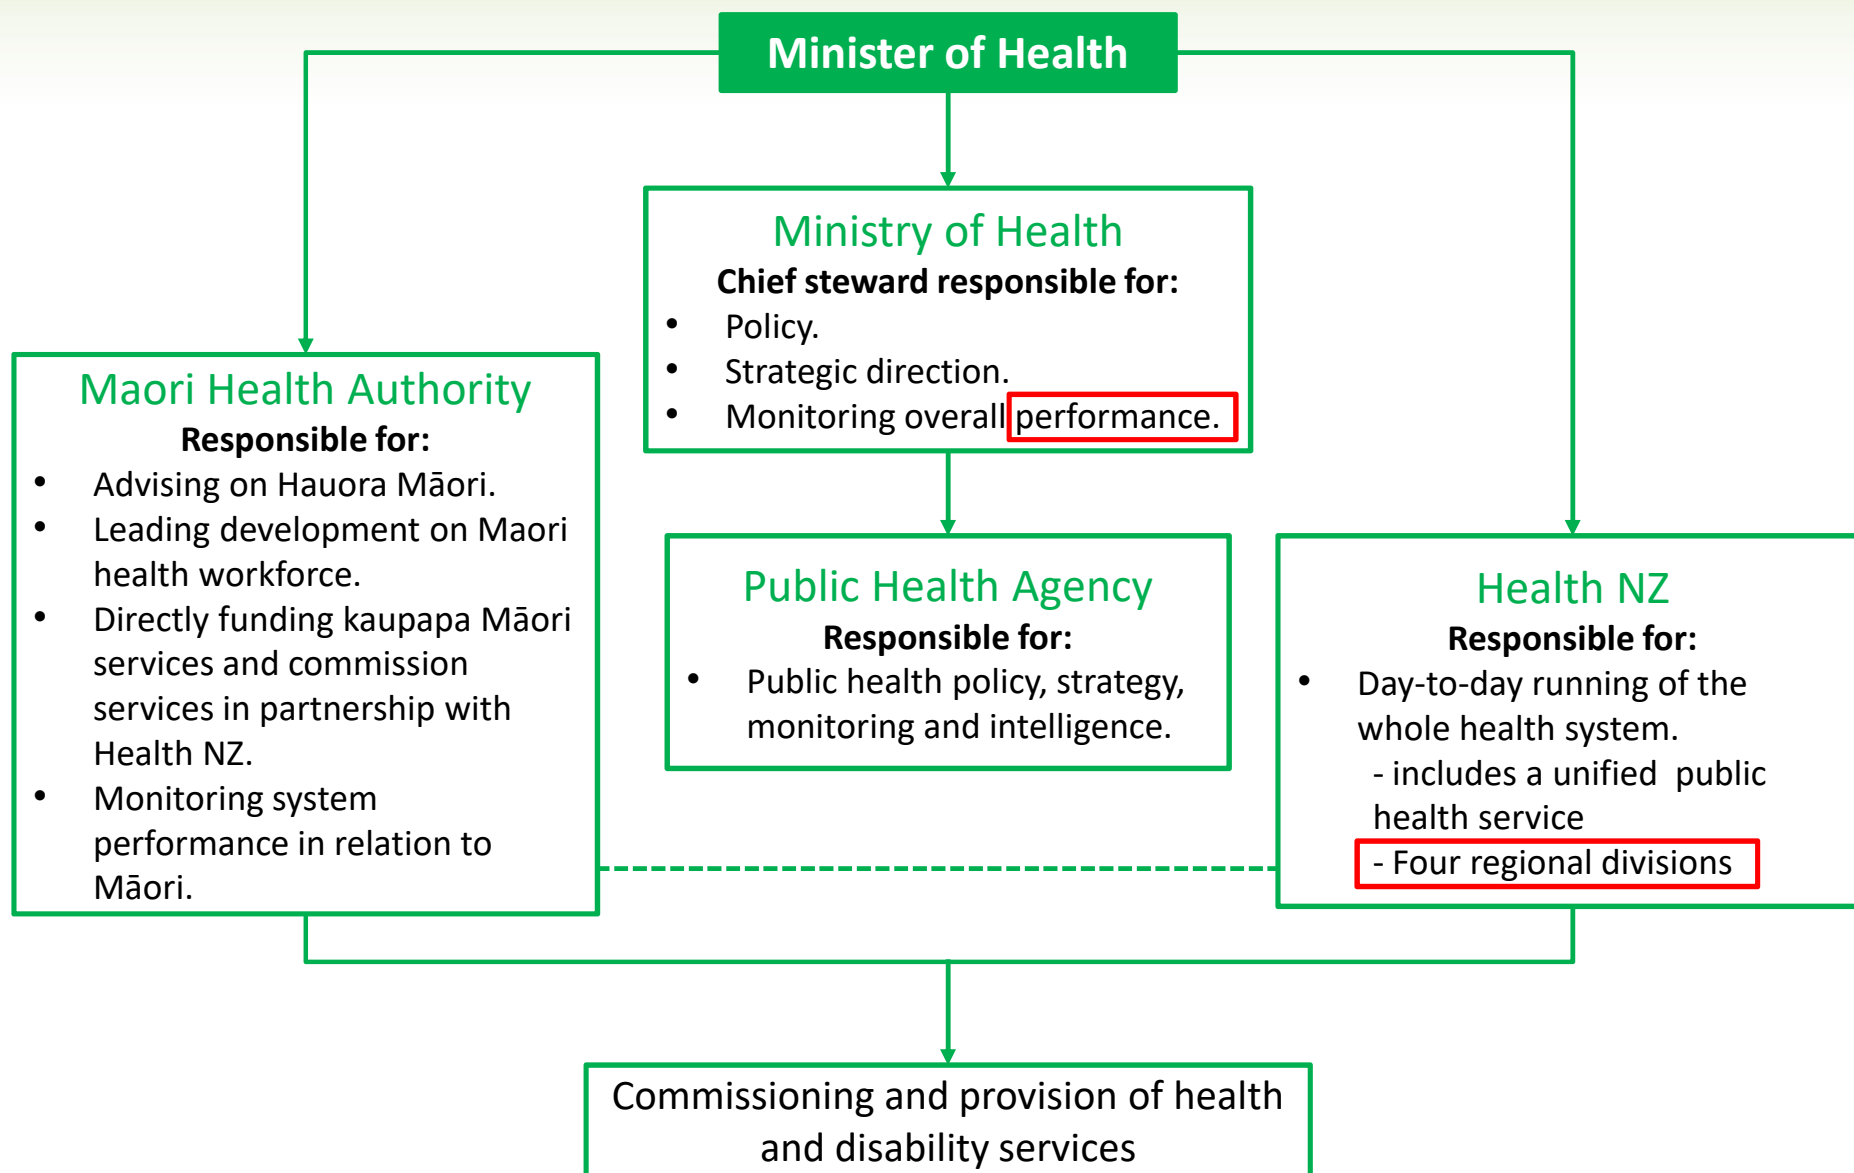 Minister of Health
Ministry of Health
Chief steward responsible for:
• Policy.
• Strategic direction.
• Monitoring overall performance.
Maori Health Authority
Responsible for:
• Advising on Hauora Māori.
• Leading development on Maori
health workforce.
• Directly funding kaupapa Māori
services and commission
services in partnership with
Health NZ.
• Monitoring system
performance in relation to
Māori.
Public Health Agency
Responsible for:
• Public health policy, strategy,
monitoring and intelligence.
Health NZ
Responsible for:
• Day-to-day running of the
whole health system.
- includes a unified public
health service
- Four regional divisions
Commissioning and provision of health
and disability services